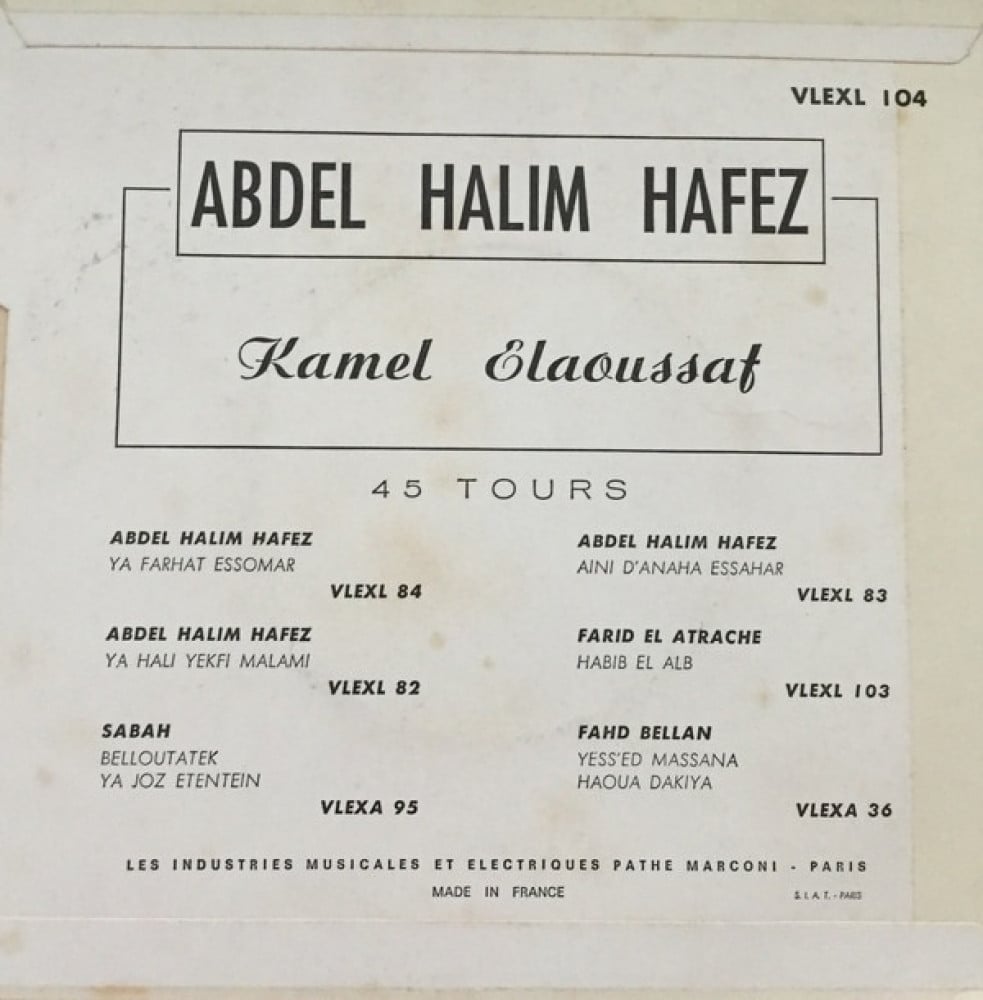 VLEXL 104
ABDEL HALIM HAFEZ
Kamel Elaoussaf
45 TOURS
ABDEL HALIM HAFEZ
YA FARHAT ESSOMAR
VLEXL 84
ABDEL HALIM HAFEZ
YA HALI YEKFI MALAMI
VLEXL 82
SABAH
BELLOUTATEK
YA JOZ ETENTEIN
VLEXA 95
ABDEL HALIM HAFEZ
AINI D'ANAHA ESSAHAR
VLEXL 83
FARID EL ATRACHE
HABIB EL ALB
VLEXL 103
FAHD BELLAN
YESS'ED MASSANA
HAOUA DAKIYA
VLEXA 36
LES INDUSTRIES MUSICALES ET ELECTRIQUES PATHE MARCONI - PARIS
MADE IN FRANCE
S. I. A. T. - PARIS